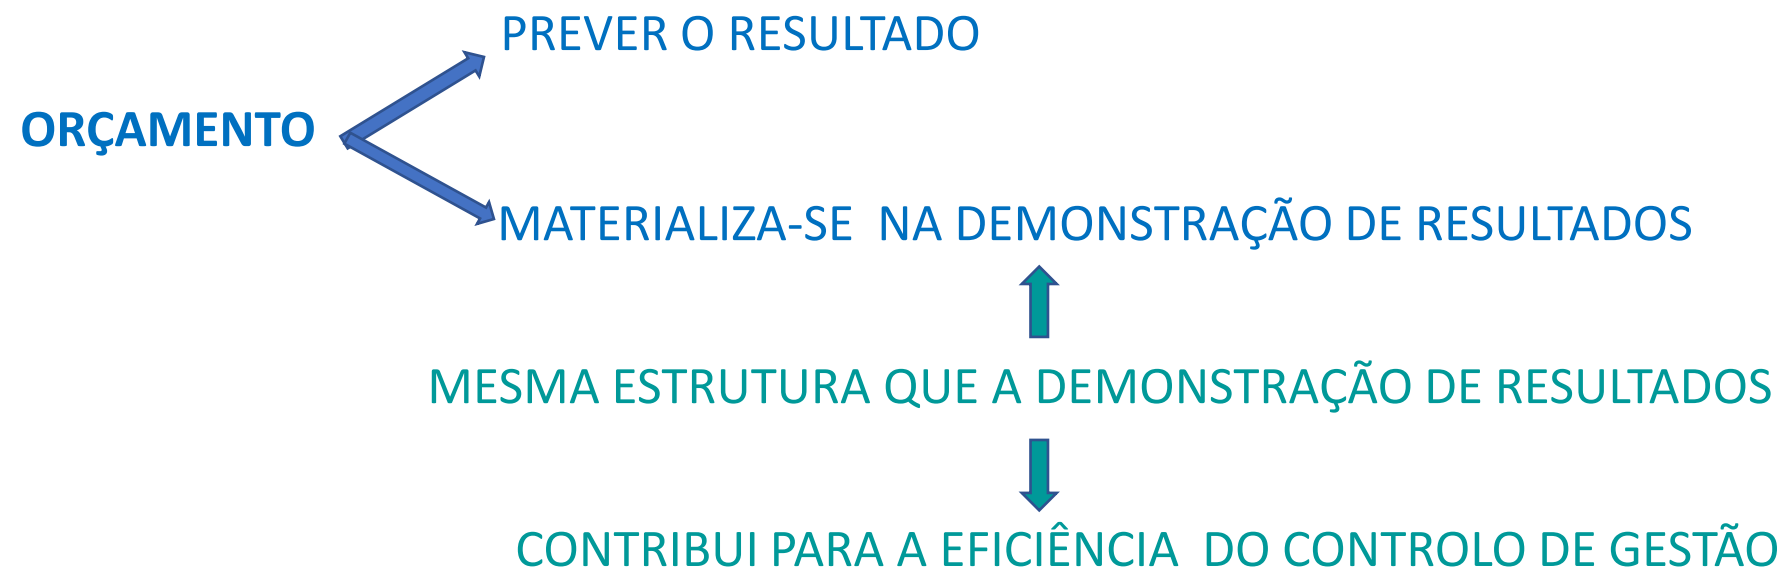 PREVER O RESULTADO
ORÇAMENTO
MATERIALIZA-SE NA DEMONSTRAÇÃO DE RESULTADOS
MESMA ESTRUTURA QUE A DEMONSTRAÇÃO DE RESULTADOS
CONTRIBUI PARA A EFICIÊNCIA DO CONTROLO DE GESTÃO